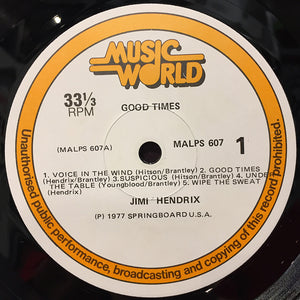 MUSIC
WORLD
33⅓
RPM
GOOD TIMES
(MALPS 607A)
MALPS 607
1
1. VOICE IN THE WIND (Hitson/Brantley) 2. GOOD TIMES
(Hendrix/Brantley) 3.SUSPICIOUS (Hitson/Brantley) 4. UNDER
THE TABLE (Youngblood/Brantley) 5. WIPE THE SWEAT
(Hendrix)
JIMI HENDRIX
(P) 1977 SPRINGBOARD U.S.A.
Unauthorised public performance, broadcasting and copying of this record prohibited.